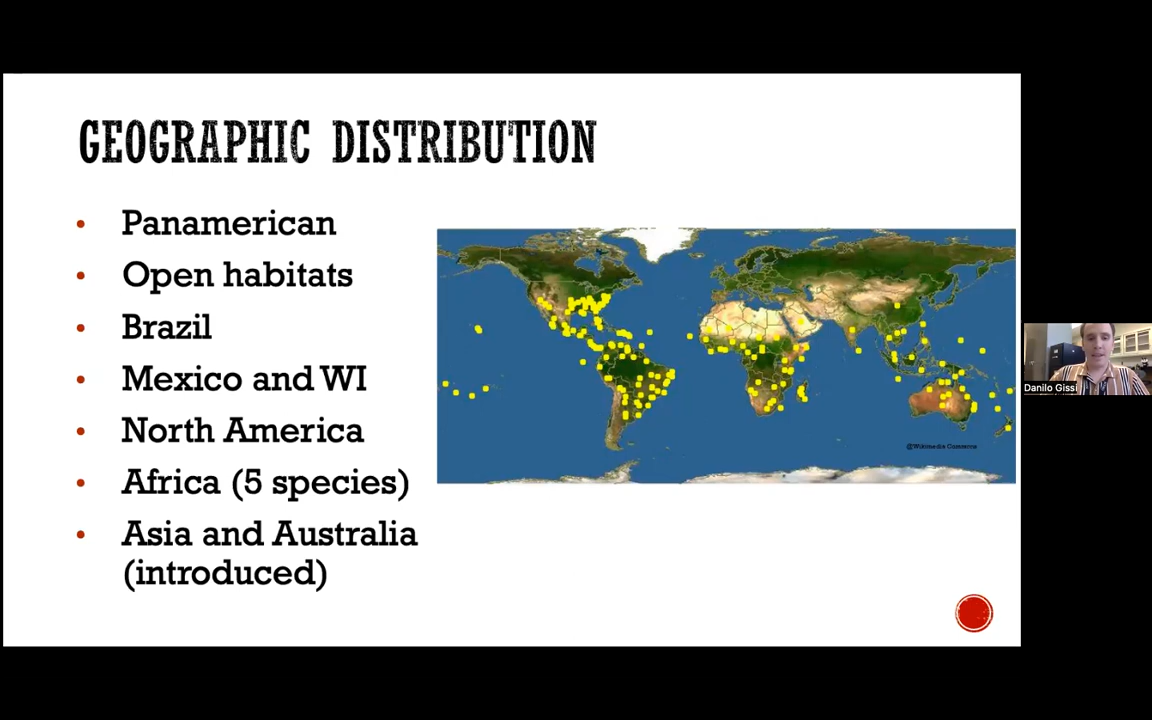 GEOGRAPHIC DISTRIBUTION
• Panamerican
• Open habitats
• Brazil
• Mexico and WI
• North America
• Africa (5 species)
• Asia and Australia
(introduced)
@Wikimedia Commons
Danilo Gissi